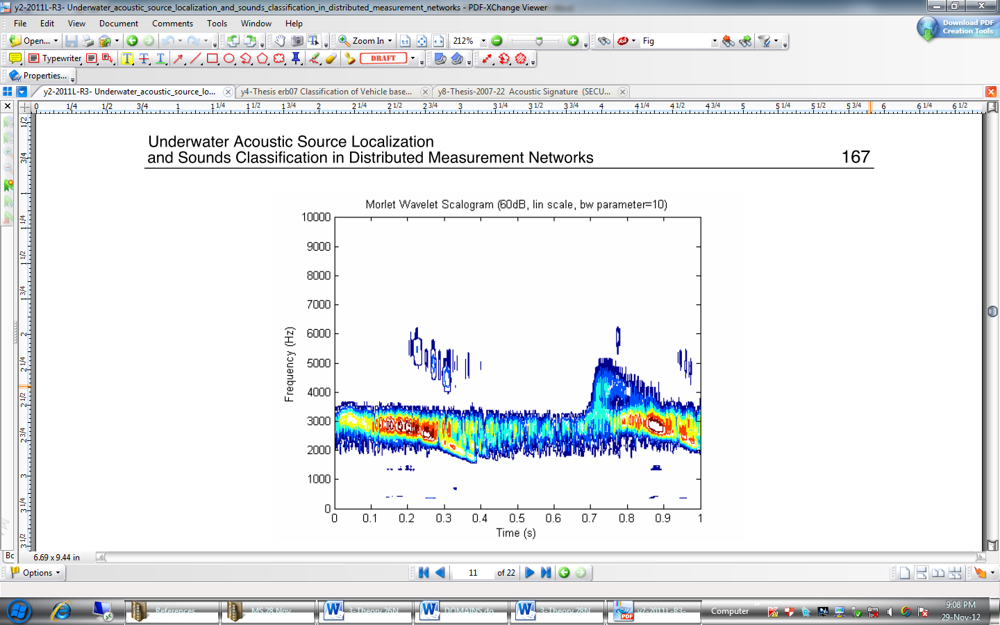 y2-2011L-R3- Underwater_acoustic_source_localization_and_sounds_classification_in_distributed_measurement_networks - PDF-XChange Viewer
File Edit View Document Comments Tools Window Help
Download PDF
Creation Tools
Open... Zoom In 212% Fig
Typewriter DRAFT
Properties...
y2-2011L-R3- Underwater_acoustic_source_lo... y4-Thesis erb07 Classification of Vehicle base... y8-Thesis-2007-22 Acoustic Signature (SECU...
0 1/4 1/2 3/4 1 1 1/4 1 1/2 1 3/4 2 2 1/4 2 1/2 2 3/4 3 3 1/4 3 1/2 3 3/4 4 4 1/4 4 1/2 4 3/4 5 5 1/4 5 1/2 5 3/4 6 6 1/4 6 1/2
1/2
3/4
1
1 1/4
1 1/2
1 3/4
2
2 1/4
2 1/2
2 3/4
3
3 1/4
3 1/2
Underwater Acoustic Source Localization
and Sounds Classification in Distributed Measurement Networks 167
Morlet Wavelet Scalogram (60dB, lin scale, bw parameter=10)
10000
9000
8000
7000
6000
5000
4000
3000
2000
1000
0
Frequency (Hz)
0 0.1 0.2 0.3 0.4 0.5 0.6 0.7 0.8 0.9 1
Time (s)
Bc
6.69 x 9.44 in
Options 11 of 22
References MS 28 Nov 3-Theory 26N DOMAINS do 3-Theory 28N y2-2011L-R3- Computer
9:08 PM
29-Nov-12